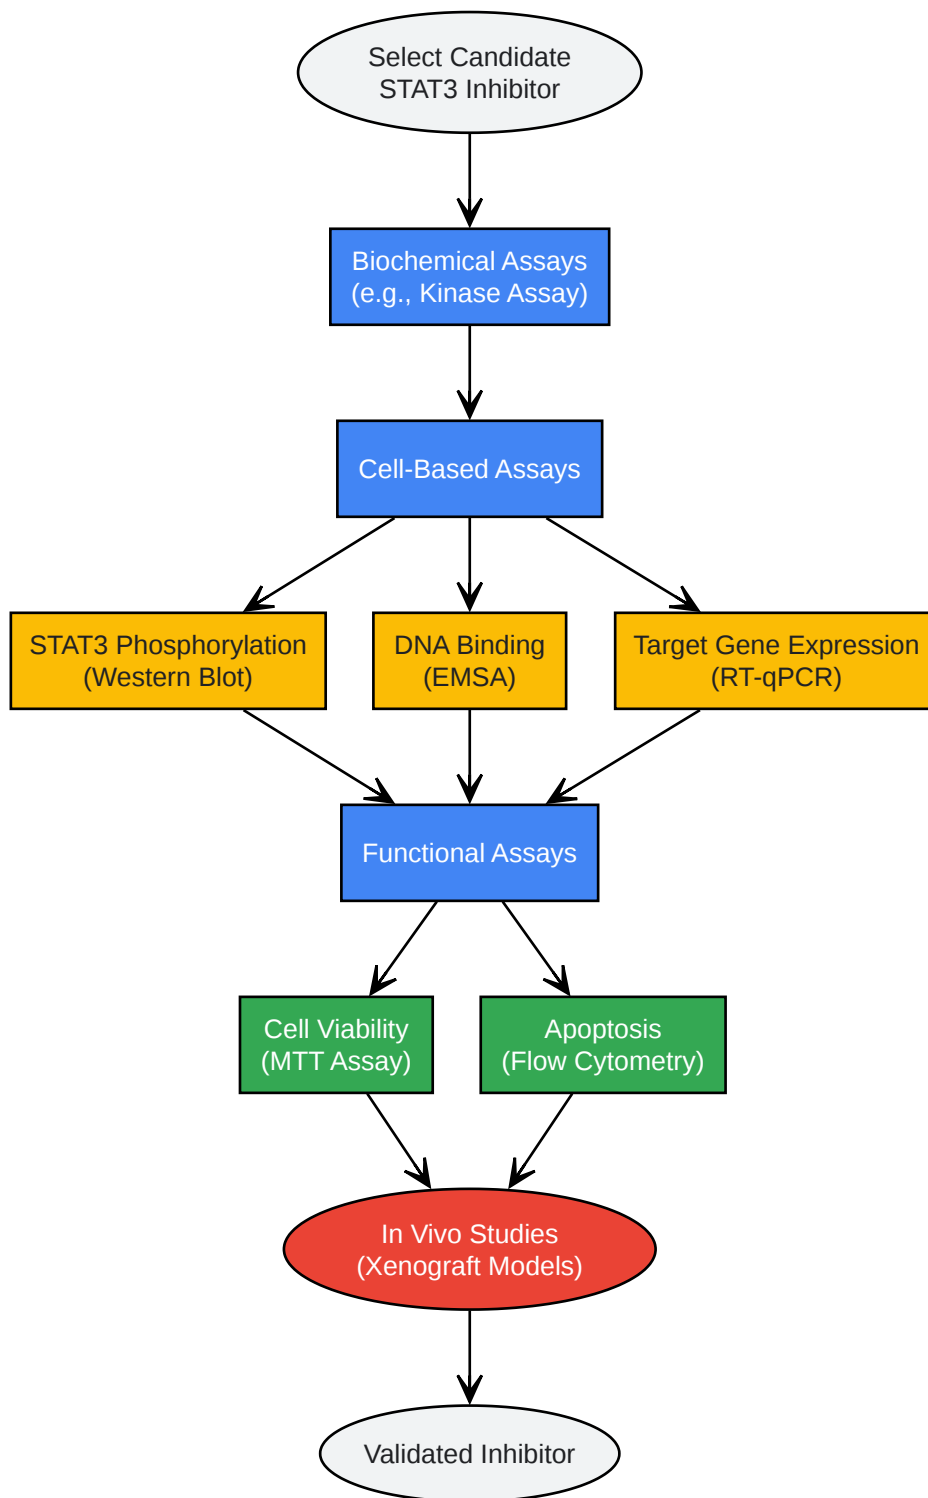 Select Candidate
STAT3 Inhibitor
Biochemical Assays
(e.g., Kinase Assay)
Cell-Based Assays
STAT3 Phosphorylation
(Western Blot)
DNA Binding
(EMSA)
Target Gene Expression
(RT-qPCR)
Functional Assays
Cell Viability
(MTT Assay)
Apoptosis
(Flow Cytometry)
In Vivo Studies
(Xenograft Models)
Validated Inhibitor